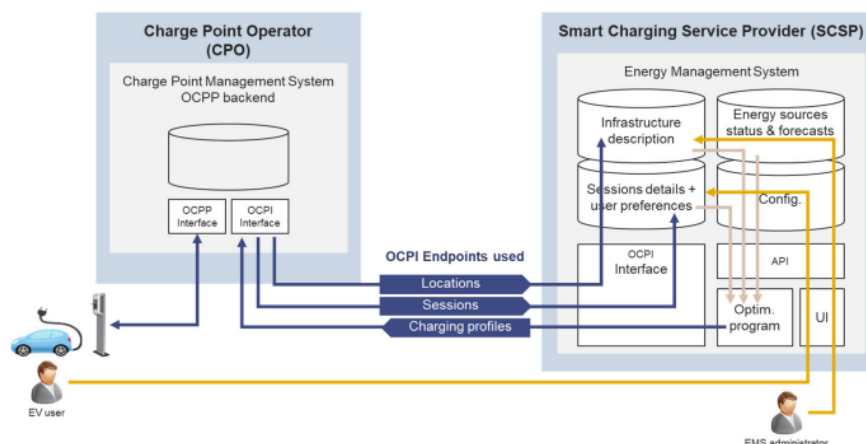 Charge Point Operator
(CPO)
Charge Point Management System
OCPP backend
OCPP
Interface
OCPI
Interface
OCPI Endpoints used
Locations
Sessions
Charging profiles
EV user
Smart Charging Service Provider (SCSP)
Energy Management System
Infrastructure
description
Energy sources
status & forecasts
Sessions details +
user preferences
Config.
OCPI
Interface
API
Optim.
program
UI
EMS administrator